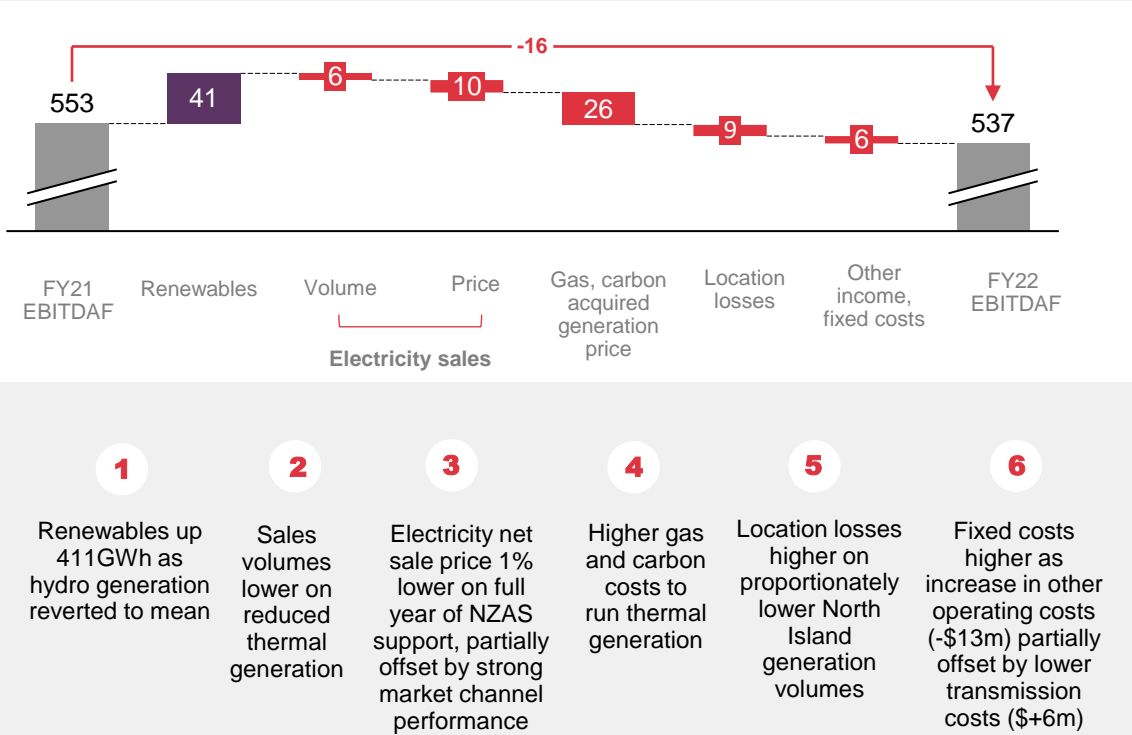 -16
553
41
6
10
26
9
6
537
FY21
EBITDAF
Renewables
Volume
Price
Electricity sales
Gas, carbon
acquired
generation
price
Location
losses
Other
income,
fixed costs
FY22
EBITDAF
1
Renewables up
411GWh as
hydro generation
reverted to mean
2
Sales
volumes
lower on
reduced
thermal
generation
3
Electricity net
sale price 1%
lower on full
year of NZAS
support, partially
offset by strong
market channel
performance
4
Higher gas
and carbon
costs to
run thermal
generation
5
Location losses
higher on
proportionately
lower North
Island
generation
volumes
6
Fixed costs
higher as
increase in other
operating costs
(-$13m) partially
offset by lower
transmission
costs ($+6m)